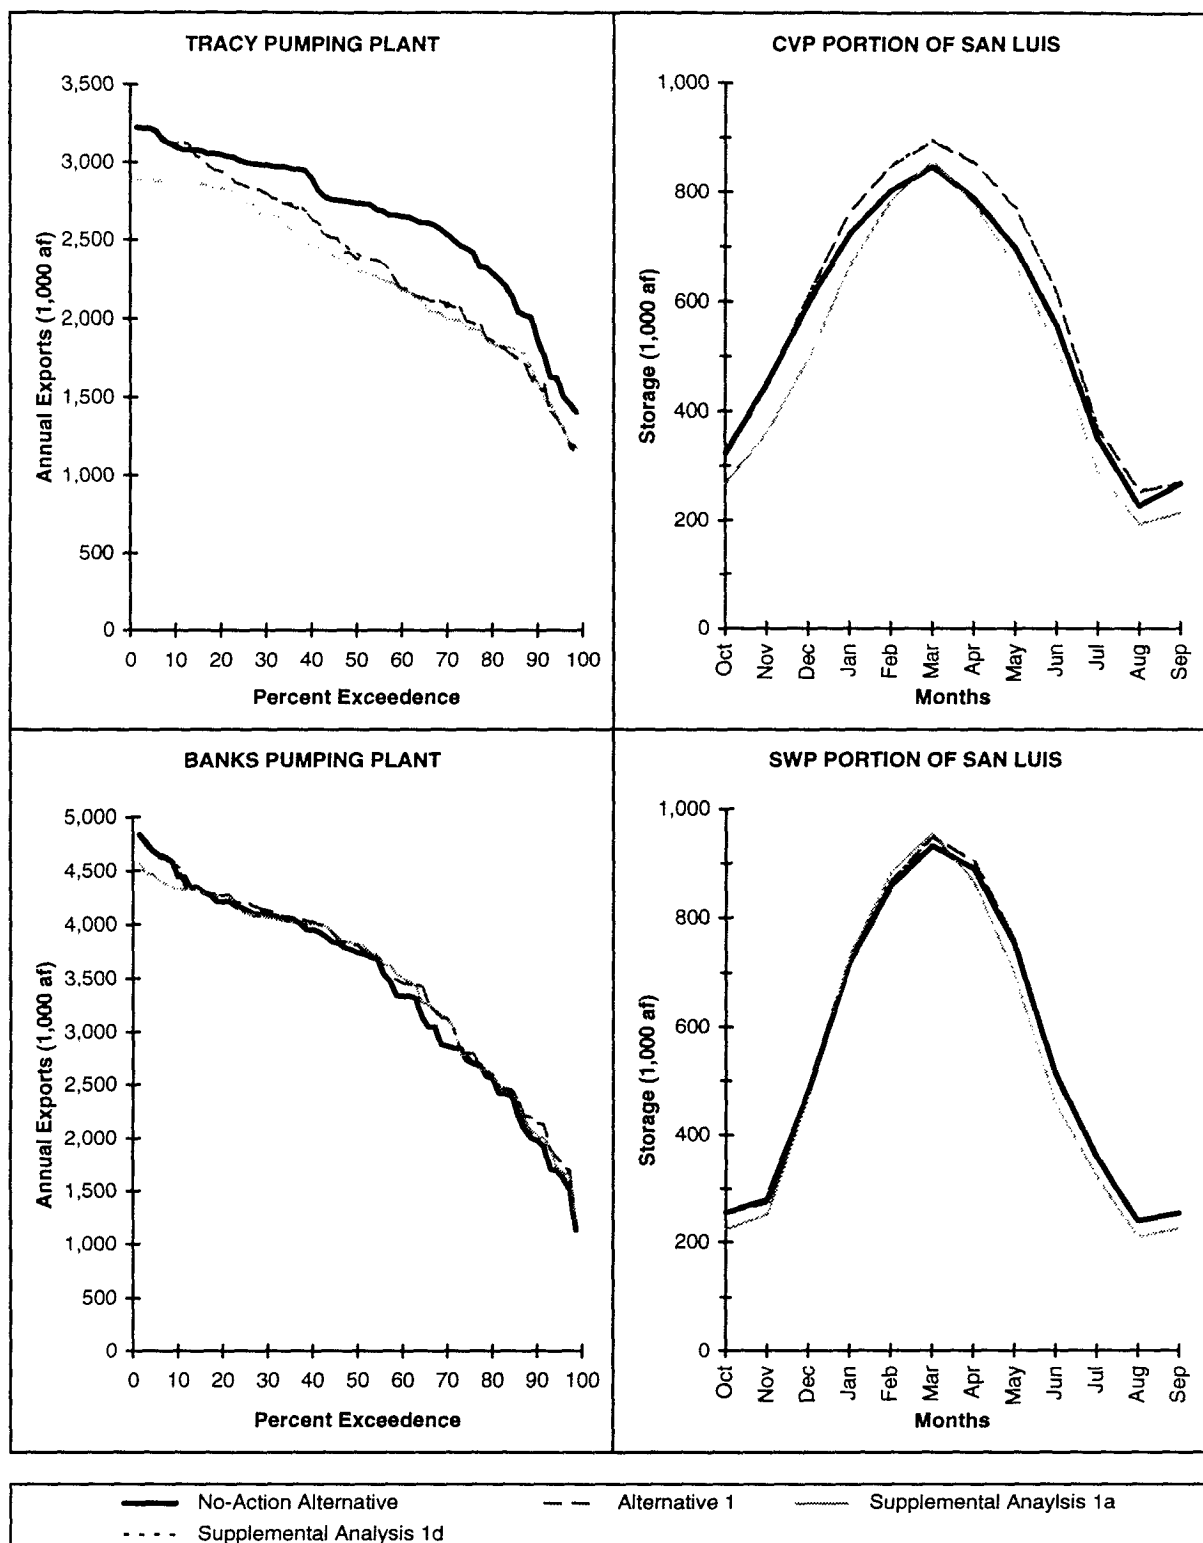 TRACY PUMPING PLANT
3,500
3,000
2,500
2,000
1,500
1,000
500
0
Annual Exports (1,000 af)
0 10 20 30 40 50 60 70 80 90 100
Percent Exceedence
CVP PORTION OF SAN LUIS
1,000
800
600
400
200
0
Storage (1,000 af)
Oct Nov Dec Jan Feb Mar Apr May Jun Jul Aug Sep
Months
BANKS PUMPING PLANT
5,000
4,500
4,000
3,500
3,000
2,500
2,000
1,500
1,000
500
0
Annual Exports (1,000 af)
0 10 20 30 40 50 60 70 80 90 100
Percent Exceedence
SWP PORTION OF SAN LUIS
1,000
800
600
400
200
0
Storage (1,000 af)
Oct Nov Dec Jan Feb Mar Apr May Jun Jul Aug Sep
Months
No-Action Alternative Alternative 1 Supplemental Anaylsis 1a
Supplemental Analysis 1d